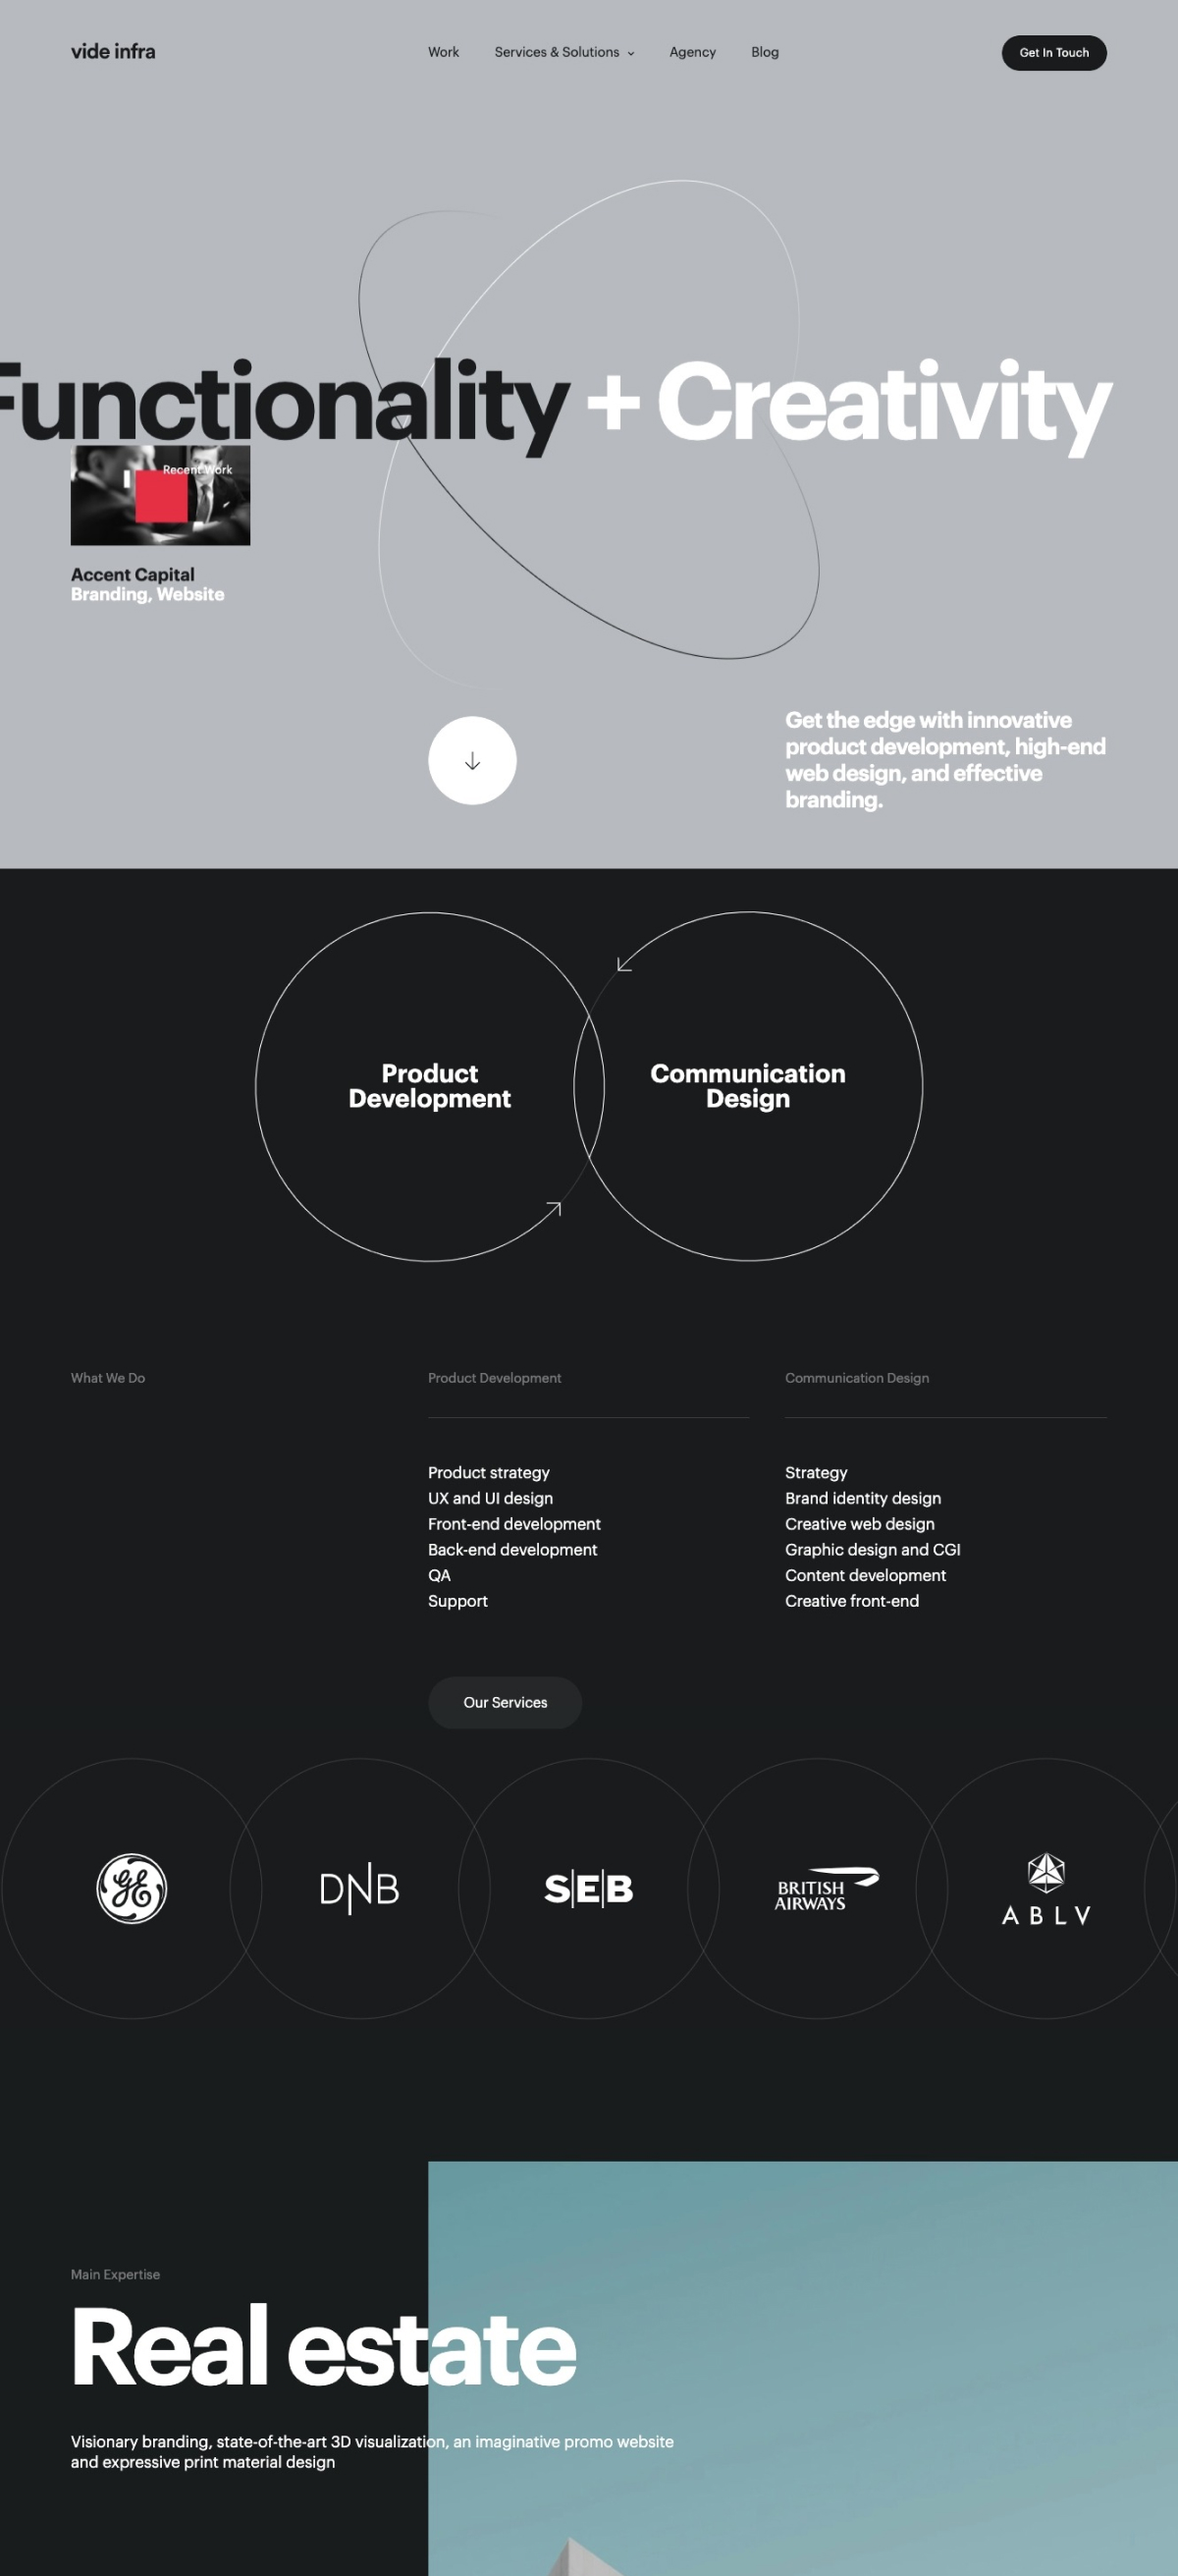 vide infra
Work
Services & Solutions
Agency
Blog
Get In Touch
Functionality + Creativity
Recent Work
Accent Capital
Branding, Website
Get the edge with innovative
product development, high-end
web design, and effective
branding.
Product
Development
Communication
Design
What We Do
Product Development
Product strategy
UX and UI design
Front-end development
Back-end development
QA
Support
Communication Design
Strategy
Brand identity design
Creative web design
Graphic design and CGI
Content development
Creative front-end
Our Services
GE
DNB
SEB
BRITISH
AIRWAYS
ABLV
Main Expertise
Real estate
Visionary branding, state-of-the-art 3D visualization, an imaginative promo website
and expressive print material design